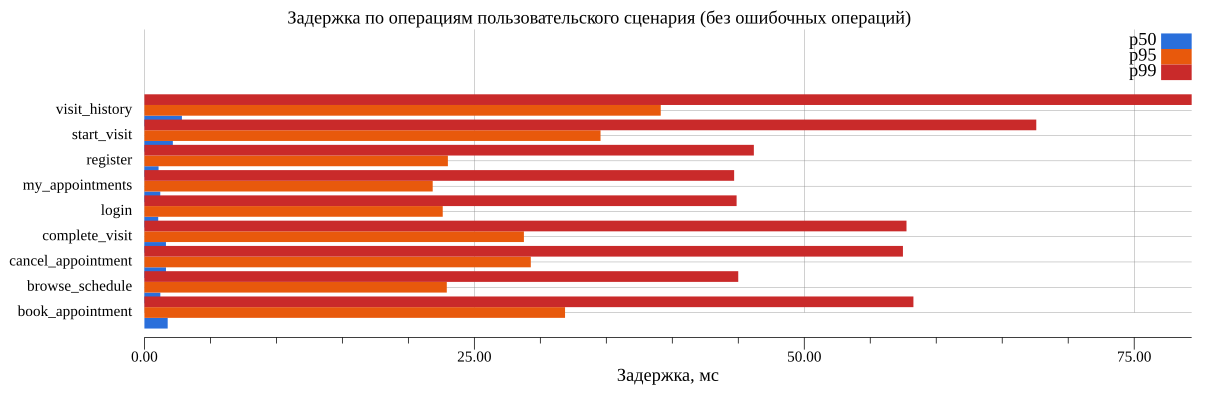 Задержка по операциям пользовательского сценария (без ошибочных операций)
p50
p95
p99
visit_history
start_visit
register
my_appointments
login
complete_visit
cancel_appointment
browse_schedule
book_appointment
0.00 25.00 50.00 75.00
Задержка, мс